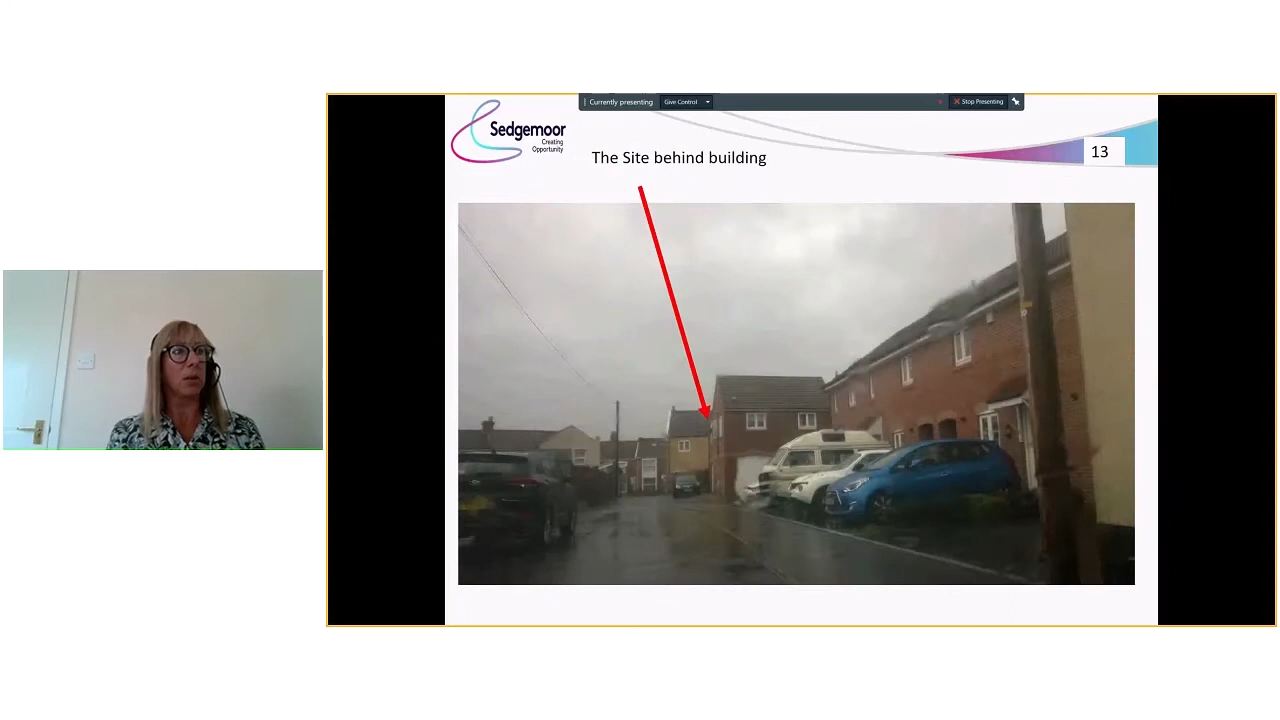 Currently presenting
Give Control
Stop Presenting
Sedgemoor
Creating
Opportunity
The Site behind building
13